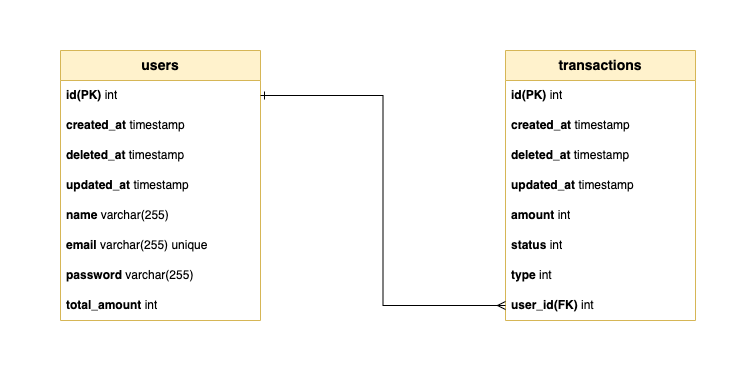 users
id(PK) int
created_at timestamp
deleted_at timestamp
updated_at timestamp
name varchar(255)
email varchar(255) unique
password varchar(255)
total_amount int
transactions
id(PK) int
created_at timestamp
deleted_at timestamp
updated_at timestamp
amount int
status int
type int
user_id(FK) int